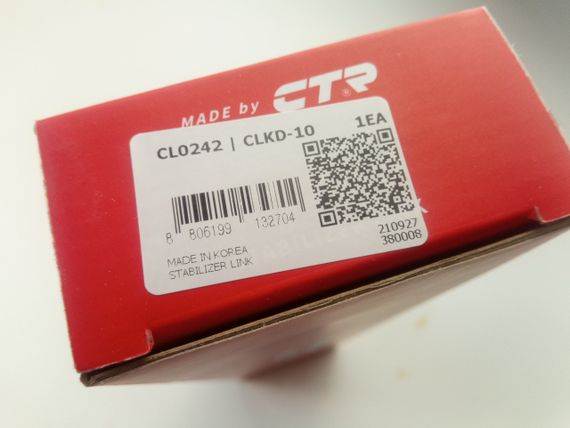 MADE by CTR®
CL0242 | CLKD-10
1EA
8 806199 132704
MADE IN KOREA
STABILIZER LINK
210927
380008